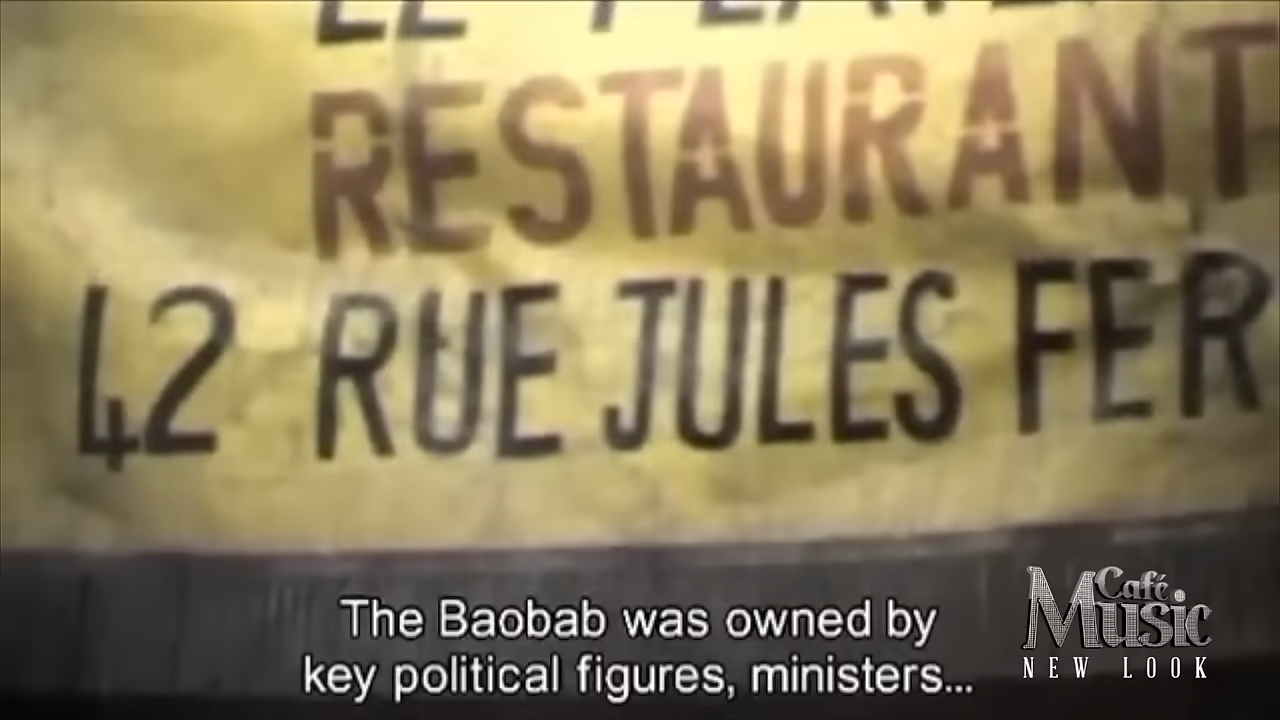 RESTAURANT
42 RUE JULES FER
The Baobab was owned by
key political figures, ministers...
Café
Music
NEW LOOK